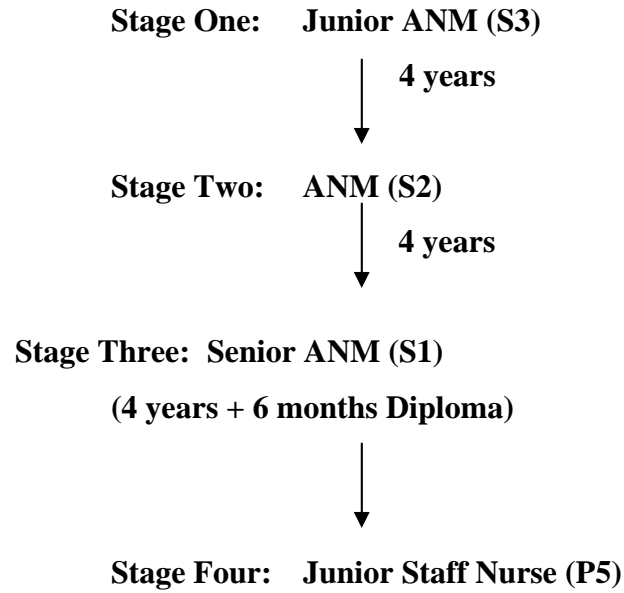 Stage One: Junior ANM (S3)
4 years
Stage Two: ANM (S2)
4 years
Stage Three: Senior ANM (S1)
(4 years + 6 months Diploma)
Stage Four: Junior Staff Nurse (P5)